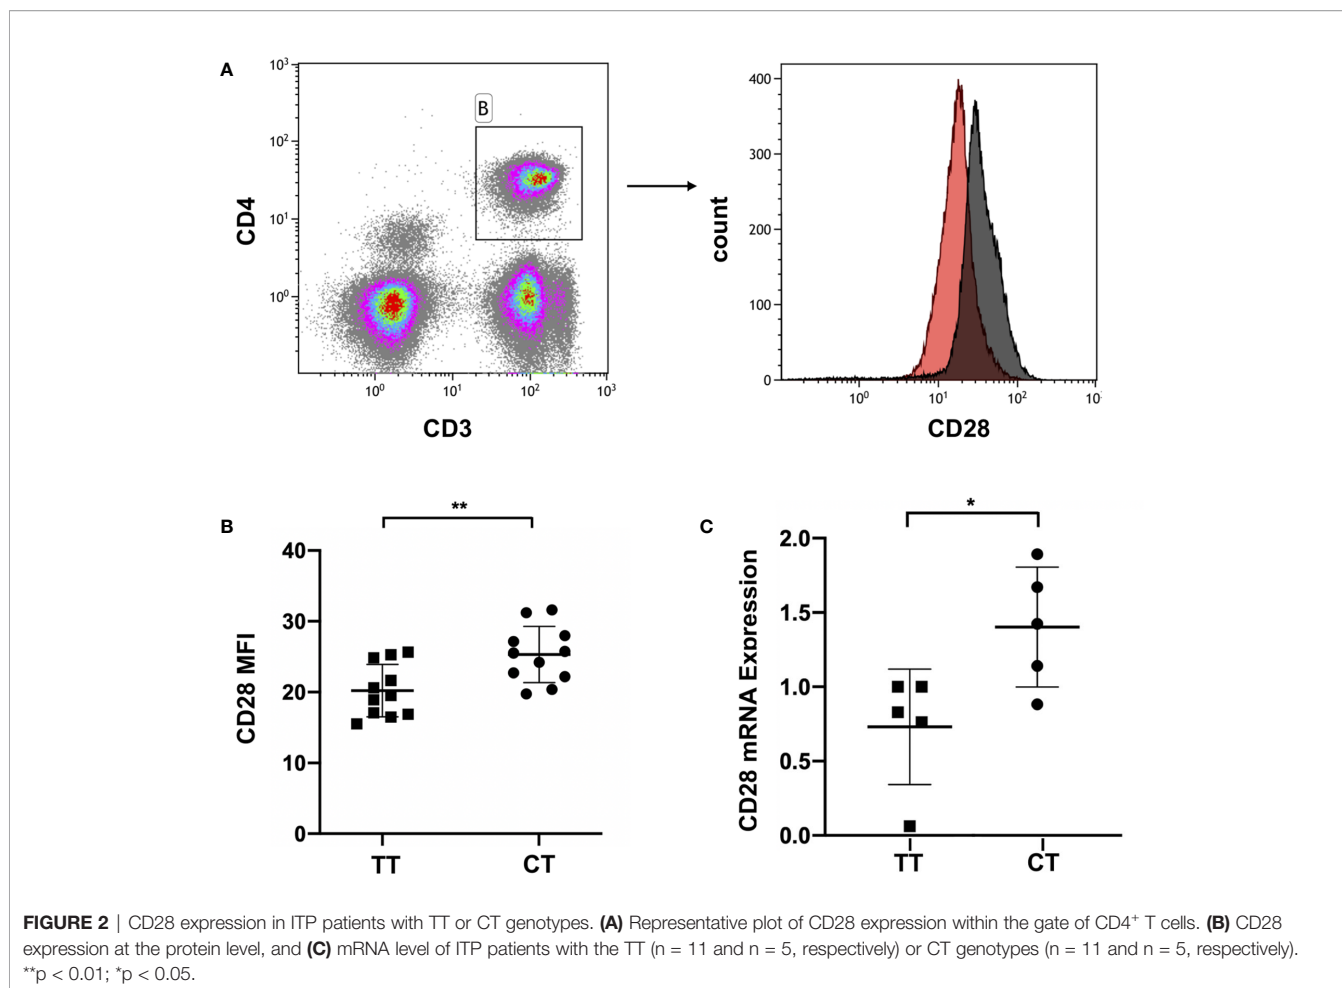 A
10³
10²
10¹
10⁰
CD4
B
10⁰ 10¹ 10² 10³
CD3
400
300
200
100
0
count
10⁰ 10¹ 10² 10
CD28
B
**
40
30
20
10
0
CD28 MFI
TT CT
C
*
2.0
1.5
1.0
0.5
0.0
CD28 mRNA Expression
TT CT
FIGURE 2 | CD28 expression in ITP patients with TT or CT genotypes. (A) Representative plot of CD28 expression within the gate of CD4⁺ T cells. (B) CD28
expression at the protein level, and (C) mRNA level of ITP patients with the TT (n = 11 and n = 5, respectively) or CT genotypes (n = 11 and n = 5, respectively).
**p < 0.01; *p < 0.05.